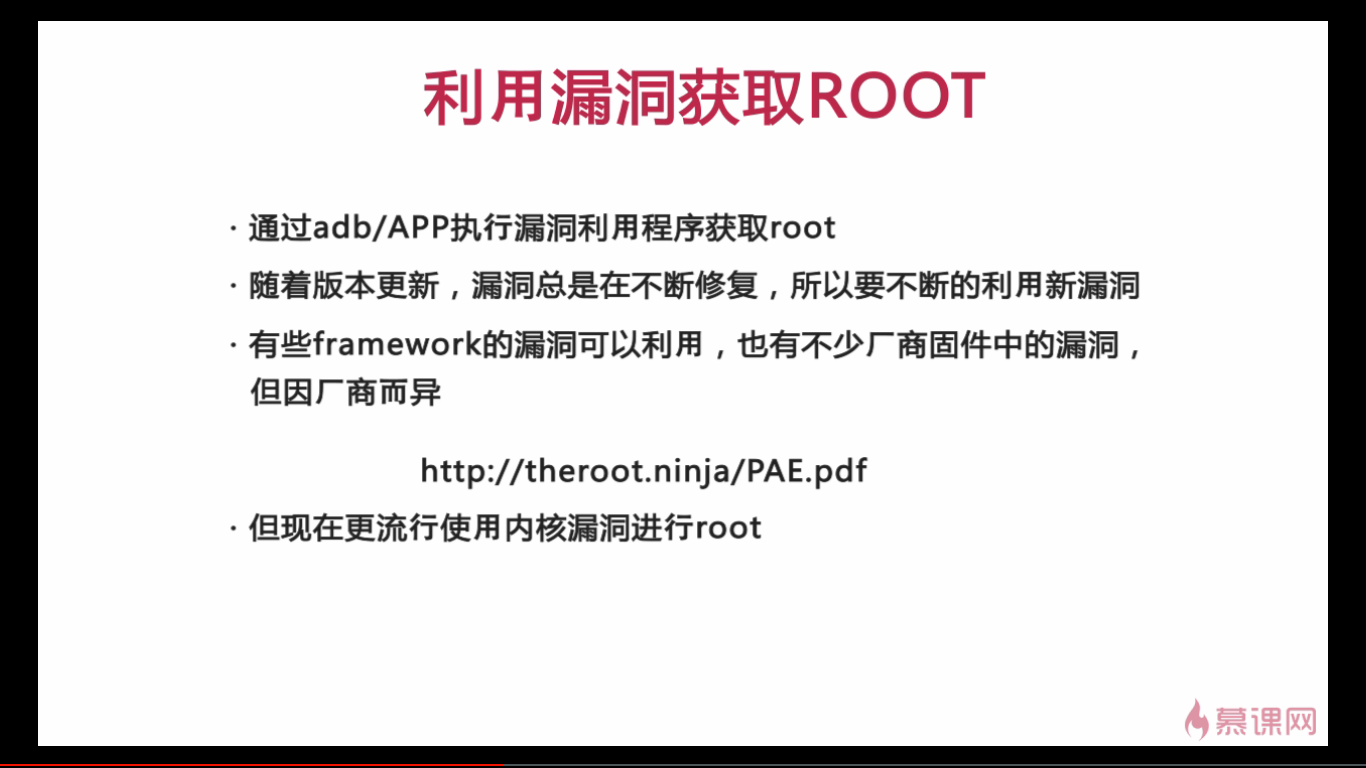 利用漏洞获取ROOT
· 通过adb/APP执行漏洞利用程序获取root
· 随着版本更新，漏洞总是在不断修复，所以要不断的利用新漏洞
· 有些framework的漏洞可以利用，也有不少厂商固件中的漏洞，
但因厂商而异
http://theroot.ninja/PAE.pdf
· 但现在更流行使用内核漏洞进行root
慕课网